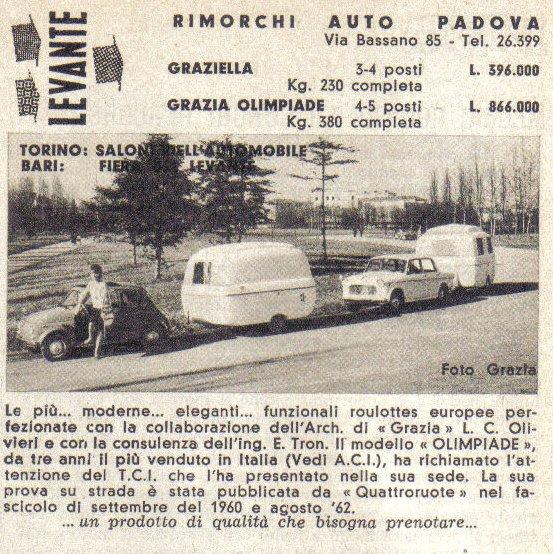 LEVANTE
RIMORCHI AUTO PADOVA
Via Bassano 85 - Tel. 26.399
GRAZIELLA 3-4 posti L. 396.000
Kg. 230 completa
GRAZIA OLIMPIADE 4-5 posti L. 866.000
Kg. 380 completa
TORINO: SALONE DELL'AUTOMOBILE
BARI: FIERA DEL LEVANTE
Foto Grazia
Le più... moderne... eleganti... funzionali roulottes europee per-
fezionate con la collaborazione dell'Arch. di «Grazia» L. C. Oli-
vieri e con la consulenza dell'ing. E. Tron. Il modello «OLIMPIADE»,
da tre anni il più venduto in Italia (Vedi A.C.I.), ha richiamato l'at-
tenzione del T.C.I. che l'ha presentato nella sua sede. La sua
prova su strada è stata pubblicata da «Quattroruote» nel fa-
scicolo di settembre del 1960 e agosto '62.
...un prodotto di qualità che bisogna prenotare...